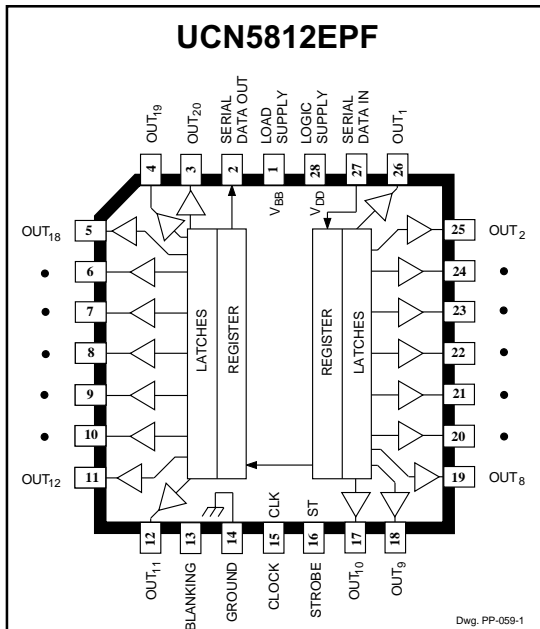 UCN5812EPF
OUT19
OUT20
SERIAL
DATA OUT
LOAD
SUPPLY
LOGIC
SUPPLY
SERIAL
DATA IN
OUT1
4
3
2
1
28
27
26
VBB
VDD
OUT18
5
6
7
8
9
10
OUT12
11
LATCHES
REGISTER
REGISTER
LATCHES
25
OUT2
24
23
22
21
20
19
OUT8
CLK
ST
12
13
14
15
16
17
18
OUT11
BLANKING
GROUND
CLOCK
STROBE
OUT10
OUT9
Dwg. PP-059-1